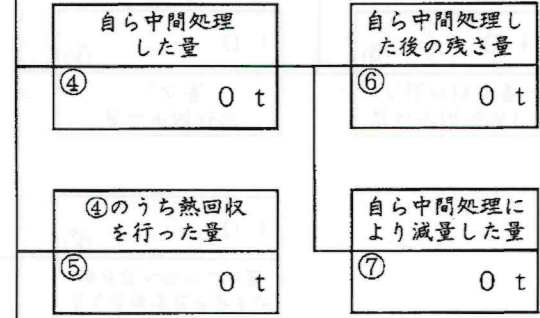 自ら中間処理
した量
④
0 t
自ら中間処理し
た後の残さ量
⑥
0 t
④のうち熱回収
を行った量
⑤
0 t
自ら中間処理に
より減量した量
⑦
0 t